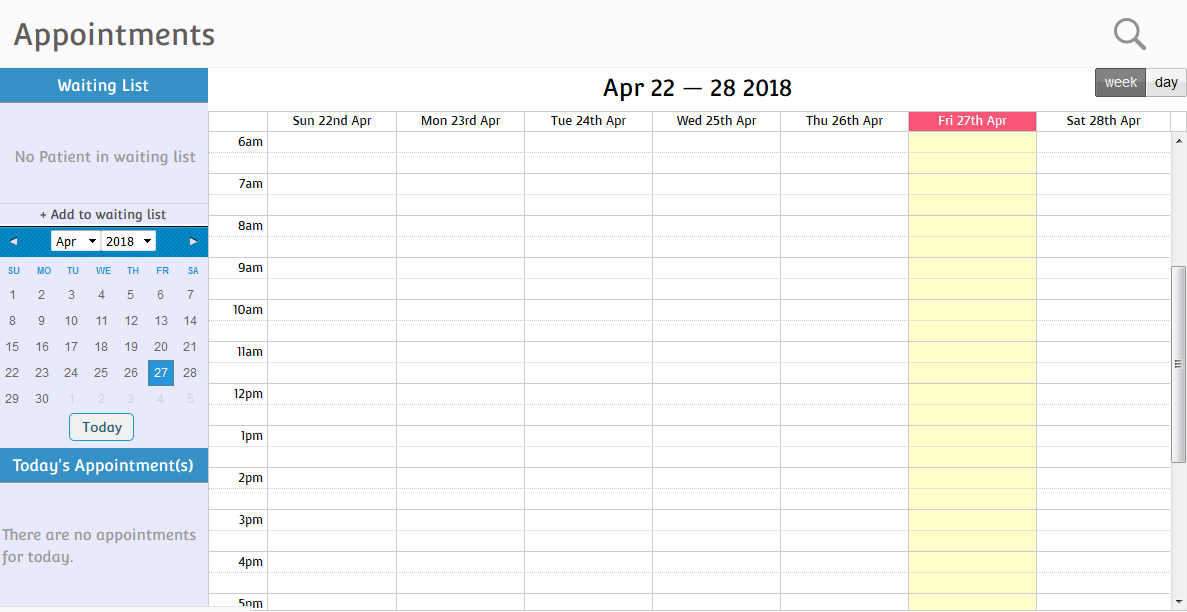 Appointments
Waiting List
No Patient in waiting list
+ Add to waiting list
Apr 2018
SU MO TU WE TH FR SA
1 2 3 4 5 6 7
8 9 10 11 12 13 14
15 16 17 18 19 20 21
22 23 24 25 26 27 28
29 30 1 2 3 4 5
Today
Today's Appointment(s)
There are no appointments
for today.
Apr 22 — 28 2018
week day
Sun 22nd Apr Mon 23rd Apr Tue 24th Apr Wed 25th Apr Thu 26th Apr Fri 27th Apr Sat 28th Apr
6am
7am
8am
9am
10am
11am
12pm
1pm
2pm
3pm
4pm
5pm